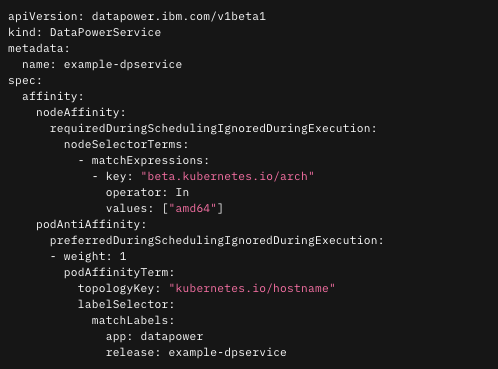 apiVersion: datapower.ibm.com/v1beta1
kind: DataPowerService
metadata:
  name: example-dpservice
spec:
  affinity:
    nodeAffinity:
      requiredDuringSchedulingIgnoredDuringExecution:
        nodeSelectorTerms:
          - matchExpressions:
            - key: "beta.kubernetes.io/arch"
              operator: In
              values: ["amd64"]
    podAntiAffinity:
      preferredDuringSchedulingIgnoredDuringExecution:
      - weight: 1
        podAffinityTerm:
          topologyKey: "kubernetes.io/hostname"
          labelSelector:
            matchLabels:
              app: datapower
              release: example-dpservice